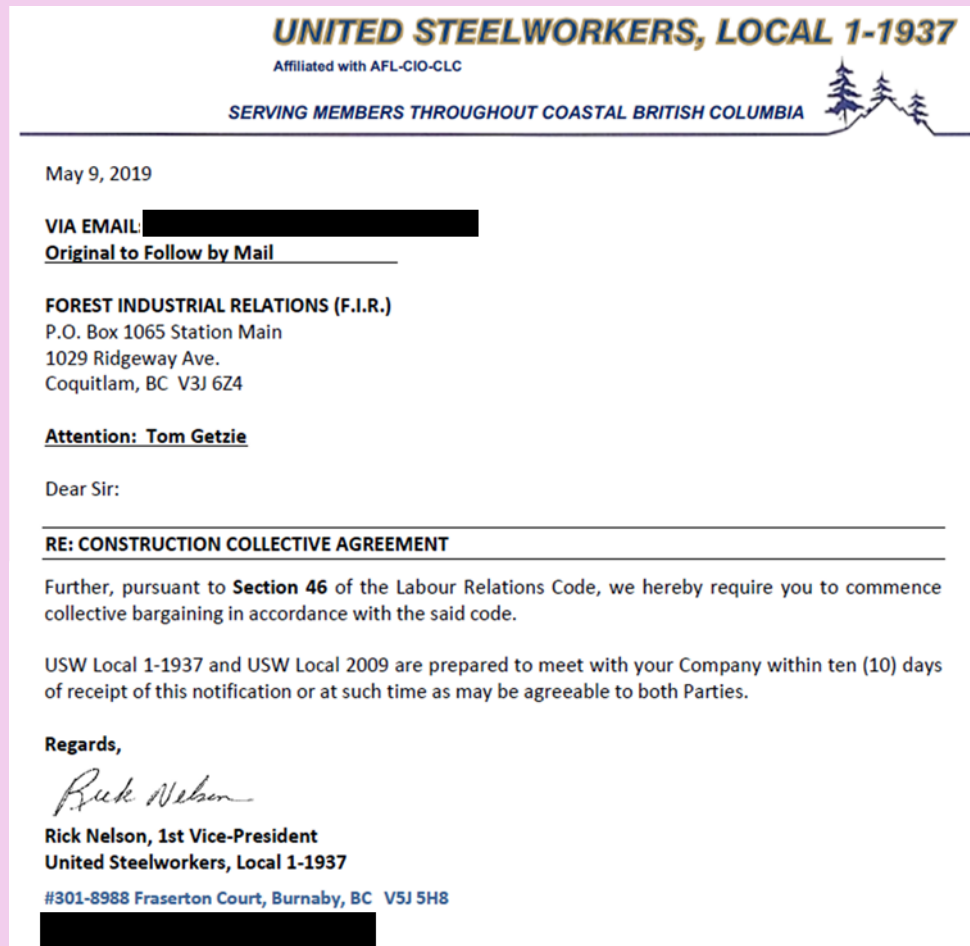 UNITED STEELWORKERS, LOCAL 1-1937
Affiliated with AFL-CIO-CLC
SERVING MEMBERS THROUGHOUT COASTAL BRITISH COLUMBIA
May 9, 2019
VIA EMAIL:
Original to Follow by Mail
FOREST INDUSTRIAL RELATIONS (F.I.R.)
P.O. Box 1065 Station Main
1029 Ridgeway Ave.
Coquitlam, BC V3J 6Z4
Attention: Tom Getzie
Dear Sir:
RE: CONSTRUCTION COLLECTIVE AGREEMENT
Further, pursuant to Section 46 of the Labour Relations Code, we hereby require you to commence
collective bargaining in accordance with the said code.
USW Local 1-1937 and USW Local 2009 are prepared to meet with your Company within ten (10) days
of receipt of this notification or at such time as may be agreeable to both Parties.
Regards,
Rick Nelson
Rick Nelson, 1st Vice-President
United Steelworkers, Local 1-1937
#301-8988 Fraserton Court, Burnaby, BC V5J 5H8